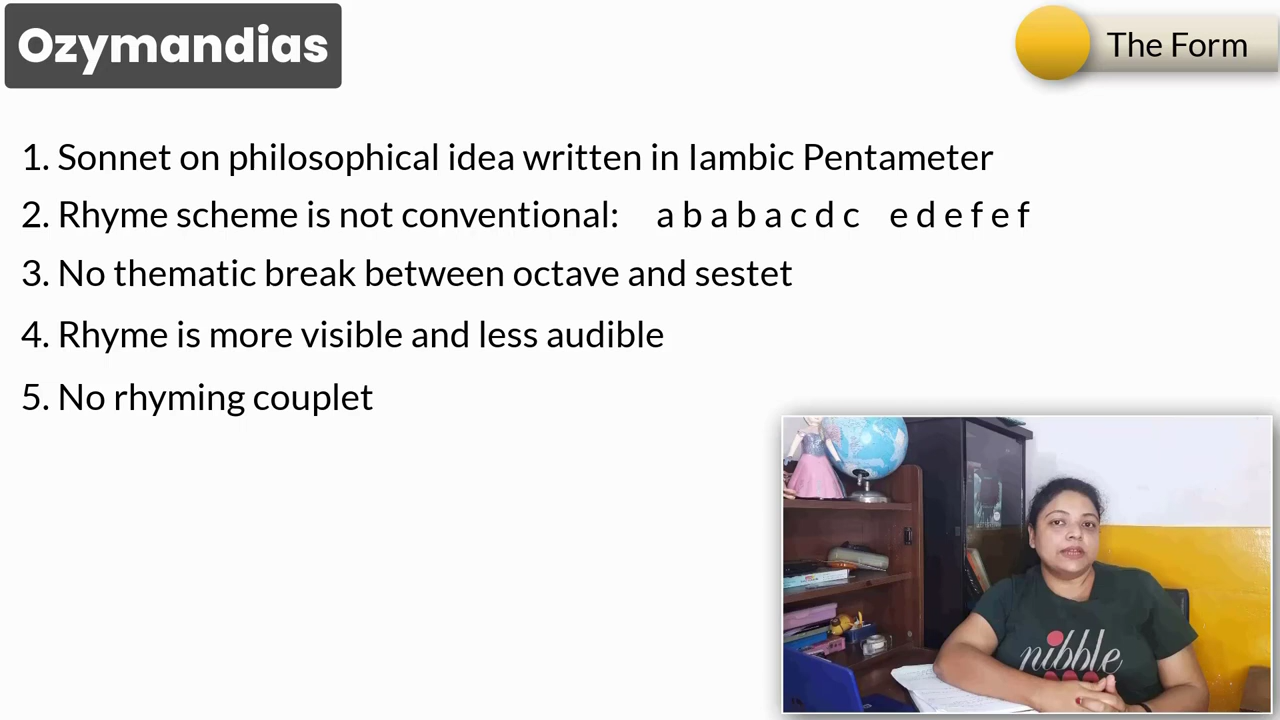 Ozymandias
The Form
1. Sonnet on philosophical idea written in Iambic Pentameter
2. Rhyme scheme is not conventional: a b a b a c d c e d e f e f
3. No thematic break between octave and sestet
4. Rhyme is more visible and less audible
5. No rhyming couplet
nibble